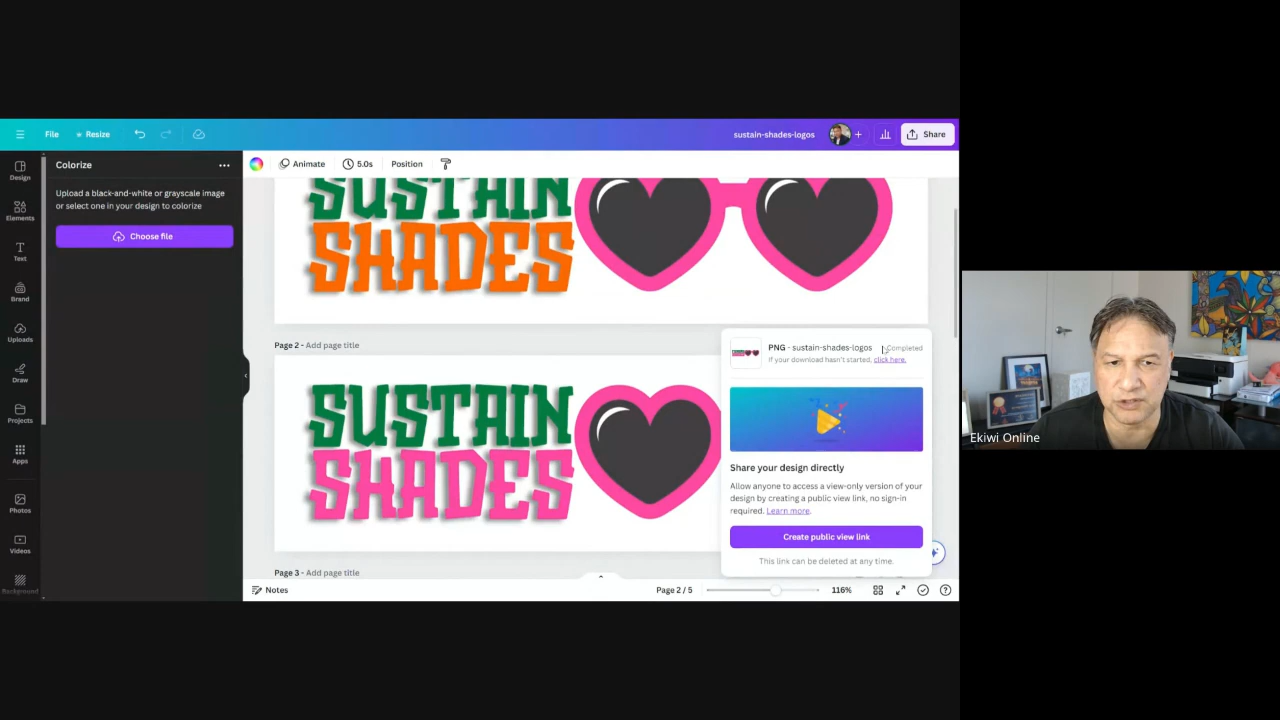 File
Resize
sustain-shades-logos
Share
Design
Elements
Text
Brand
Uploads
Draw
Projects
Apps
Photos
Videos
Background
Colorize
Upload a black-and-white or grayscale image
or select one in your design to colorize
Choose file
Animate
5.0s
Position
SUSTAIN
SHADES
Page 2 - Add page title
SUSTAIN
SHADES
Page 3 - Add page title
PNG - sustain-shades-logos
Completed
If your download hasn't started, click here.
Share your design directly
Allow anyone to access a view-only version of your
design by creating a public view link, no sign-in
required. Learn more.
Create public view link
This link can be deleted at any time.
Notes
Page 2 / 5
116%
Ekiwi Online